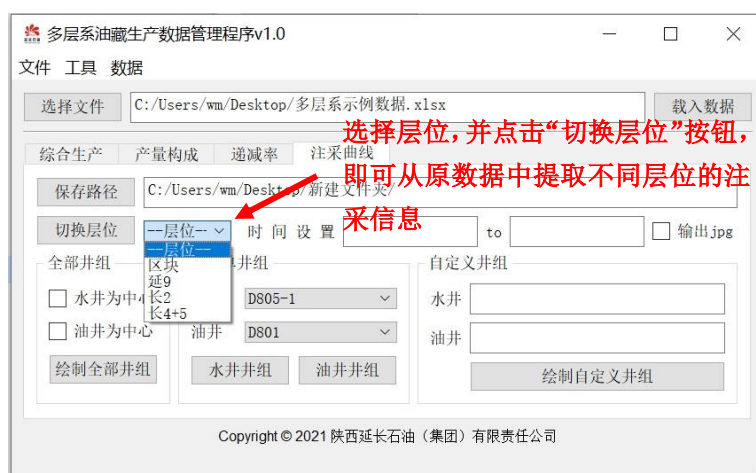 多层系油藏生产数据管理程序v1.0
文件 工具 数据
选择文件 C:/Users/wm/Desktop/多层系示例数据.xlsx 载入数据
选择层位，并点击“切换层位”按钮，
即可从原数据中提取不同层位的注
采信息
综合生产 产量构成 递减率 注采曲线
保存路径 C:/Users/wm/Desktop/新建文件夹/
切换层位 --层位-- 时间设置 to 输出jpg
--层位--
区块
延9
长2
长4+5
全部井组 井组 自定义井组
水井为中心 D805-1 水井
油井为中心 油井 D801 油井
绘制全部井组 水井井组 油井井组 绘制自定义井组
Copyright © 2021 陕西延长石油（集团）有限责任公司